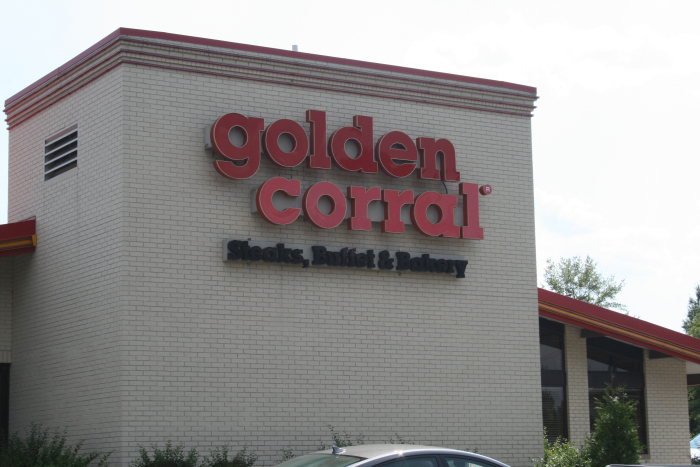 golden
corral®
Steaks, Buffet & Bakery